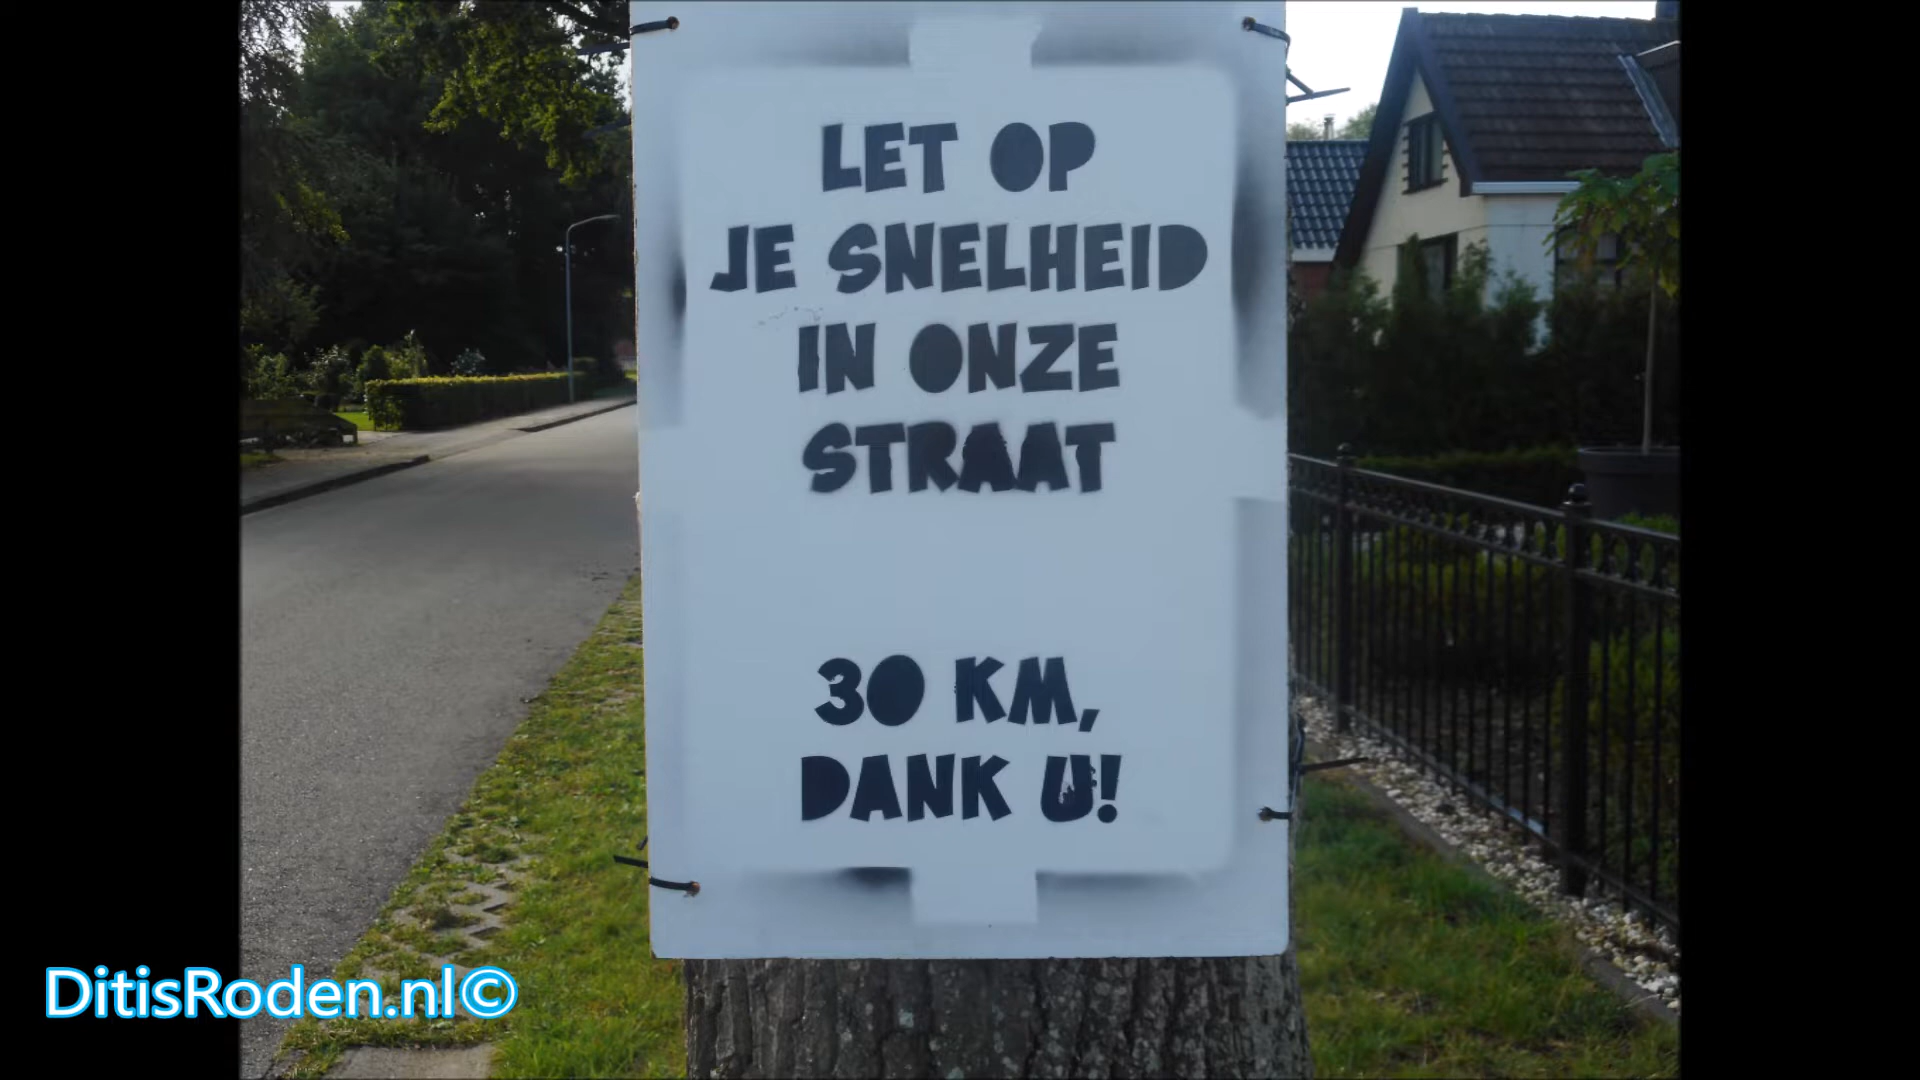 LET OP
JE SNELHEID
IN ONZE
STRAAT
30 KM,
DANK U!
DitisRoden.nl©